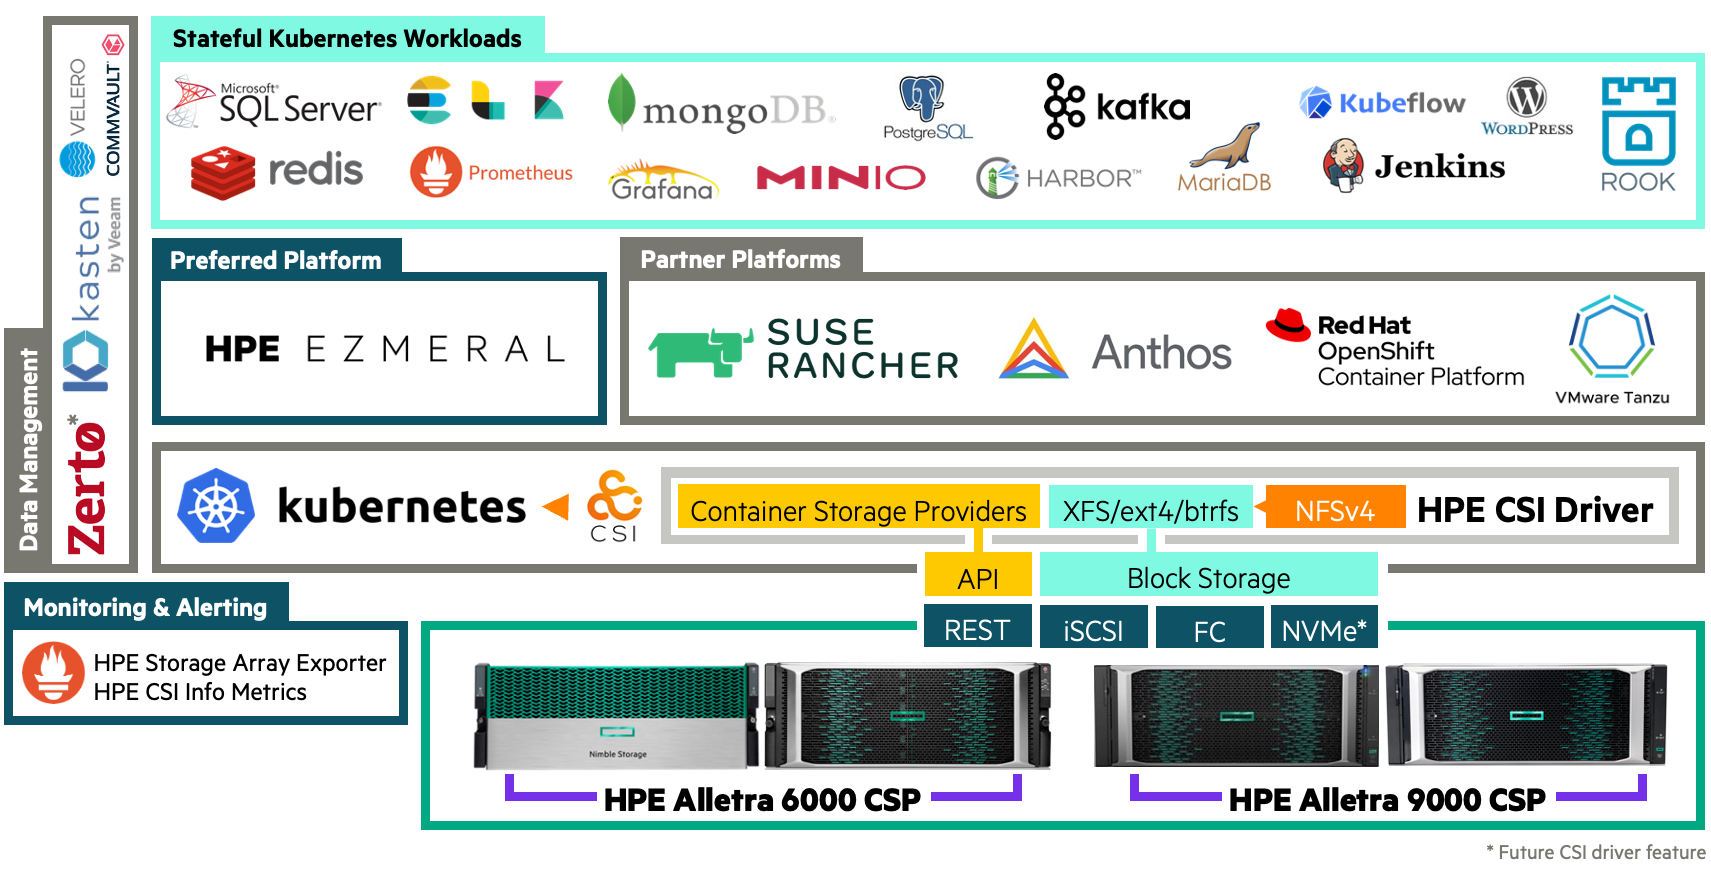 Stateful Kubernetes Workloads
Microsoft®
SQL Server®
mongoDB®
PostgreSQL
kafka
Kubeflow
WORDPRESS
redis
Prometheus
Grafana
MINIO
HARBOR™
MariaDB
Jenkins
ROOK
Data Management
VELERO
COMMVAULT
kasten
by Veeam
Zerto*
Preferred Platform
HPE EZMERAL
Partner Platforms
SUSE
RANCHER
Anthos
Red Hat
OpenShift
Container Platform
VMware Tanzu
kubernetes
CSI
Container Storage Providers
XFS/ext4/btrfs
NFSv4
HPE CSI Driver
API
Block Storage
REST
iSCSI
FC
NVMe*
Monitoring & Alerting
HPE Storage Array Exporter
HPE CSI Info Metrics
Nimble Storage
HPE Alletra 6000 CSP
HPE Alletra 9000 CSP
* Future CSI driver feature